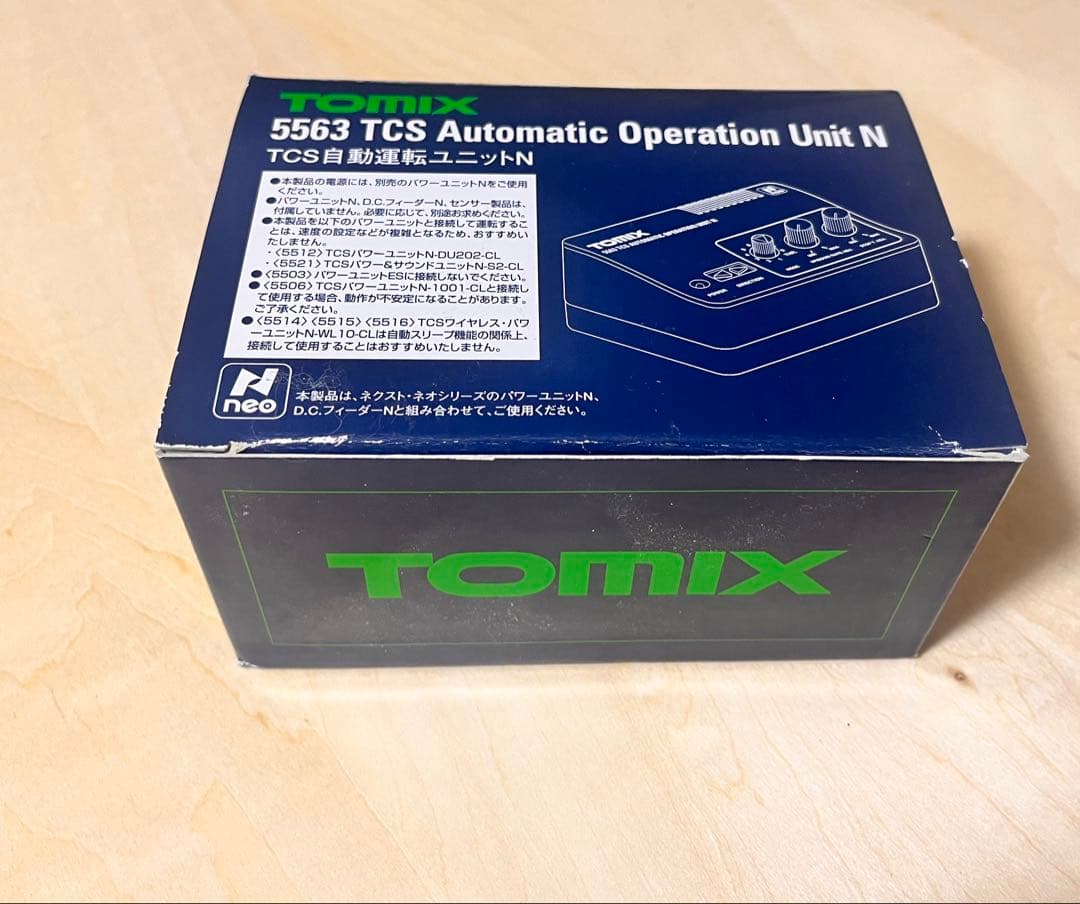 TOMIX
5563 TCS Automatic Operation Unit N
TCS自動運転ユニットN
●本製品の電源には、別売のパワーユニットNをご使用
ください。
●パワーユニットN、D.C.フィーダーN、センサー製品は、
付属していません。必要に応じて、別途お求めください。
●本製品を以下のパワーユニットと接続して運転するこ
とは、速度の設定などが複雑となるため、おすすめい
たしません。
・〈5512〉TCSパワーユニットN-DU202-CL
・〈5521〉TCSパワー&サウンドユニットN-S2-CL
●〈5503〉パワーユニットESに接続しないでください。
●〈5506〉TCSパワーユニットN-1001-CLと接続し
て使用する場合、動作が不安定になることがあります。
ご了承ください。
●〈5514〉〈5515〉〈5516〉TCSワイヤレス・パワ
ーユニットN-WL10-CLは自動スリープ機能の関係上、
接続して使用することはおすすめいたしません。
TOMIX
5563 TCS AUTOMATIC OPERATION UNIT N
POWER
DIRECTION
N neo
本製品は、ネクスト・ネオシリーズのパワーユニットN、
D.C.フィーダーNと組み合わせて、ご使用ください。
TOMIX